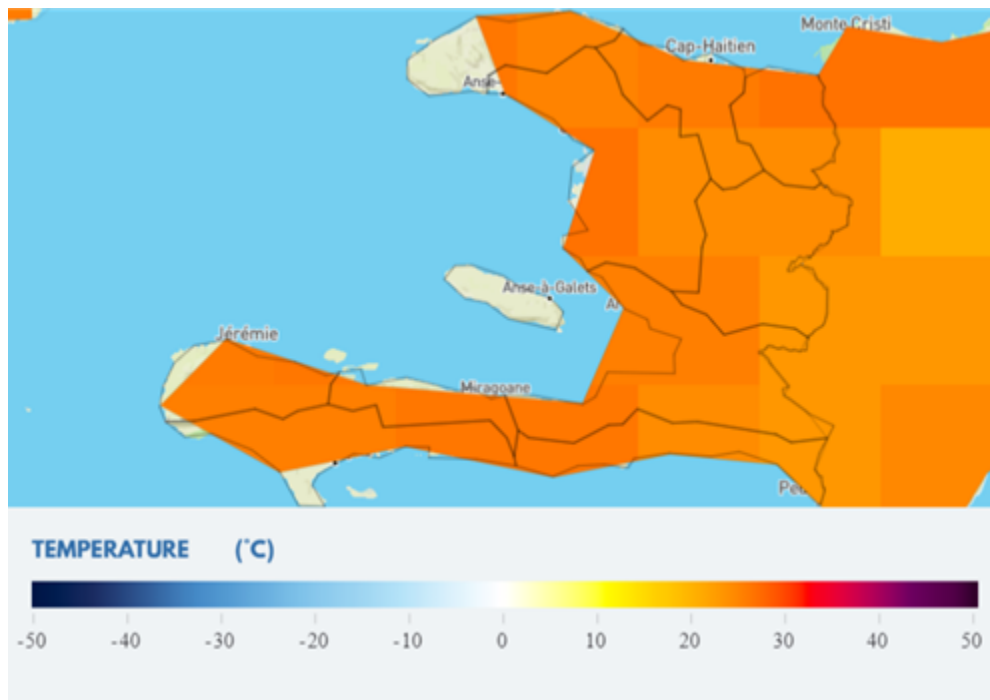 Monte Cristi
Cap-Haïtien
Anse-
Anse-à-Galets
Jérémie
Miragoane
TEMPERATURE (°C)
-50 -40 -30 -20 -10 0 10 20 30 40 50